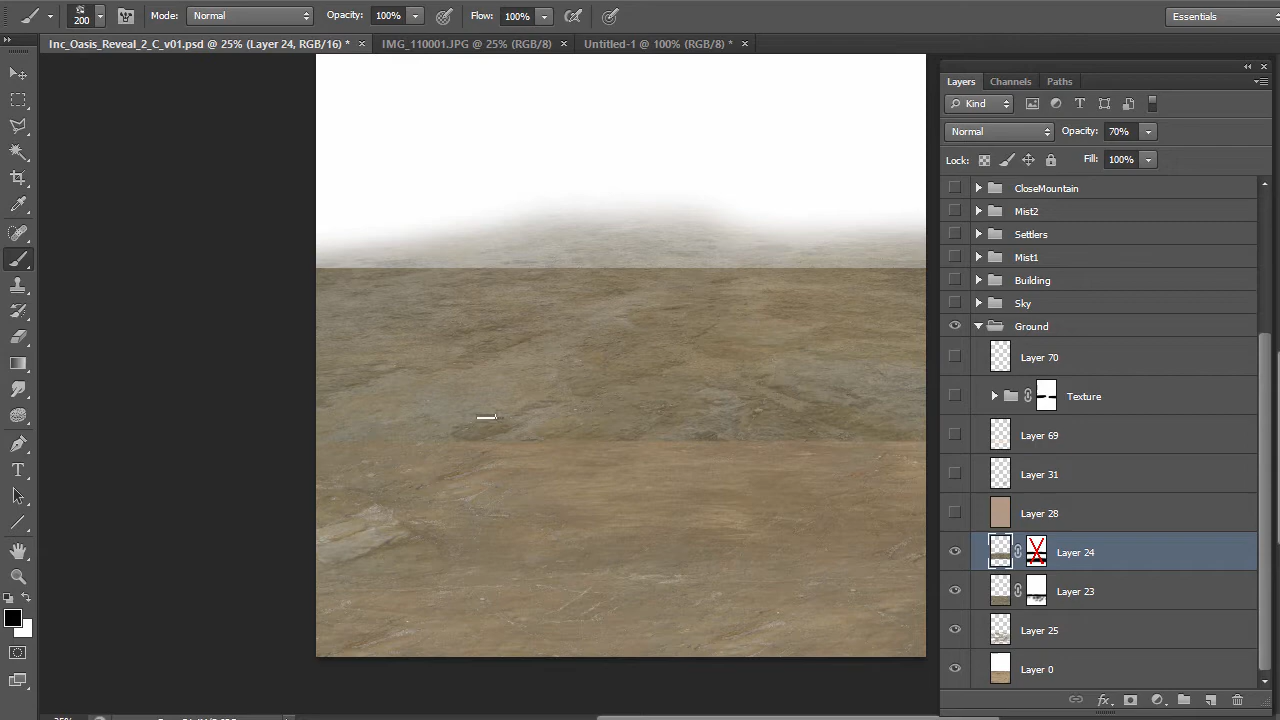 200 Mode: Normal Opacity: 100% Flow: 100% Essentials
Inc_Oasis_Reveal_2_C_v01.psd @ 25% (Layer 24, RGB/16) * × IMG_110001.JPG @ 25% (RGB/8) × Untitled-1 @ 100% (RGB/8) * ×
Layers Channels Paths
Kind
Normal Opacity: 70%
Lock: Fill: 100%
CloseMountain
Mist2
Settlers
Mist1
Building
Sky
Ground
Layer 70
Texture
Layer 69
Layer 31
Layer 28
Layer 24
Layer 23
Layer 25
Layer 0